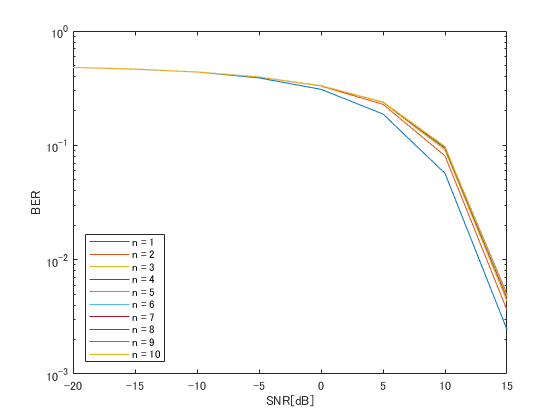 10^0
10^-1
10^-2
10^-3
BER
n = 1
n = 2
n = 3
n = 4
n = 5
n = 6
n = 7
n = 8
n = 9
n = 10
-20 -15 -10 -5 0 5 10 15
SNR[dB]